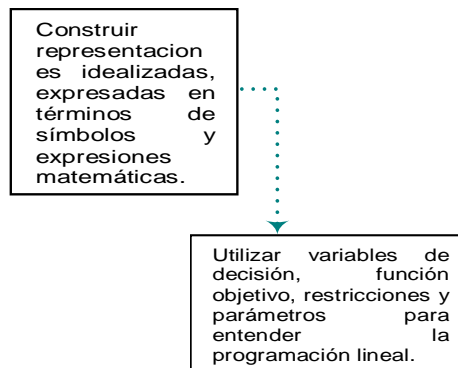 Construir
representacion
es idealizadas,
expresadas en
términos de
símbolos y
expresiones
matemáticas.
Utilizar variables de
decisión, función
objetivo, restricciones y
parámetros para
entender la
programación lineal.